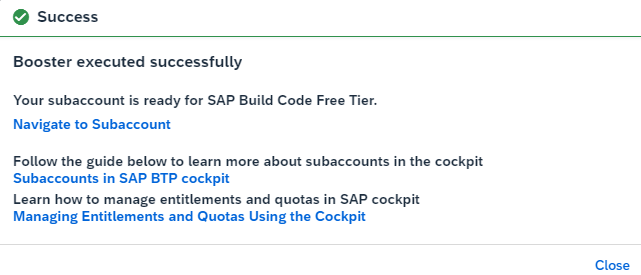 Success
Booster executed successfully
Your subaccount is ready for SAP Build Code Free Tier.
Navigate to Subaccount
Follow the guide below to learn more about subaccounts in the cockpit
Subaccounts in SAP BTP cockpit
Learn how to manage entitlements and quotas in SAP cockpit
Managing Entitlements and Quotas Using the Cockpit
Close